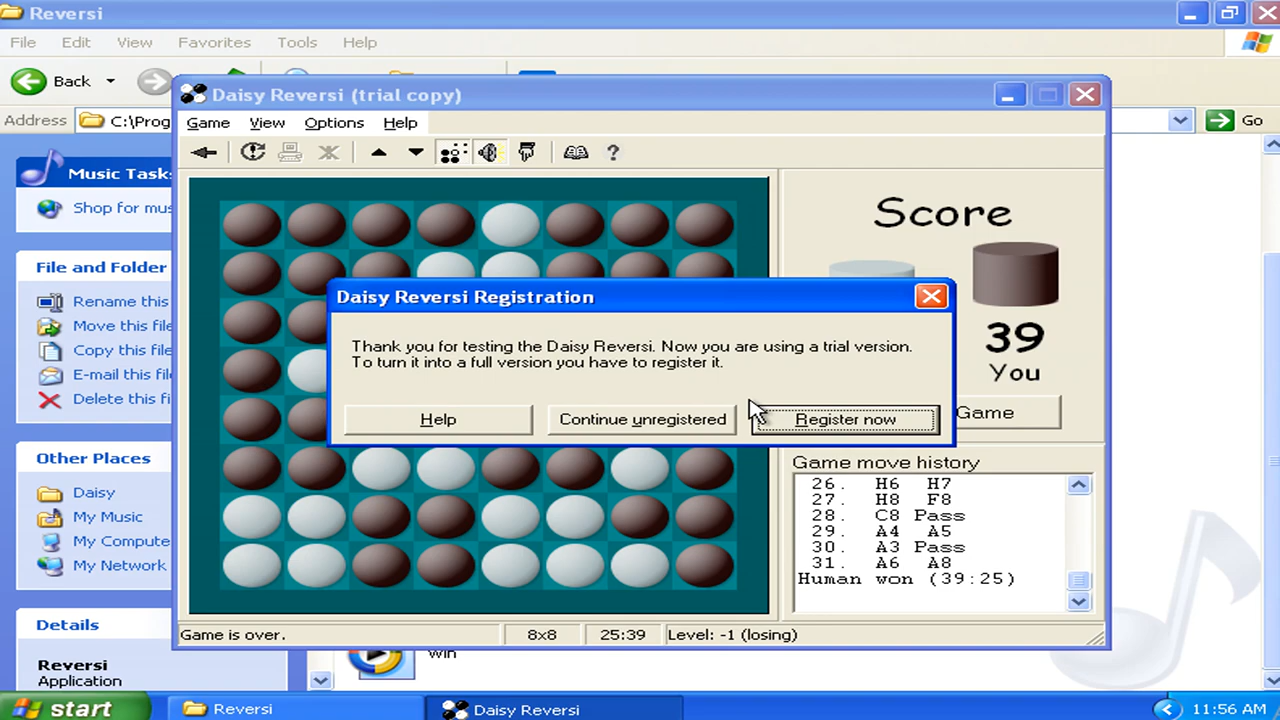 Reversi
File Edit View Favorites Tools Help
Back
Address C:\Prog
Go
Daisy Reversi (trial copy)
Game View Options Help
Music Task
Shop for mus
File and Folder
Rename this
Move this file
Copy this file
E-mail this file
Delete this fi
Other Places
Daisy
My Music
My Compute
My Network
Details
Reversi
Application
Score
39
You
Game
Daisy Reversi Registration
Thank you for testing the Daisy Reversi. Now you are using a trial version.
To turn it into a full version you have to register it.
Help Continue unregistered Register now
Game move history
26. H6 H7
27. H8 F8
28. C8 Pass
29. A4 A5
30. A3 Pass
31. A6 A8
Human won (39:25)
Game is over. 8x8 25:39 Level: -1 (losing)
win
start Reversi Daisy Reversi 11:56 AM